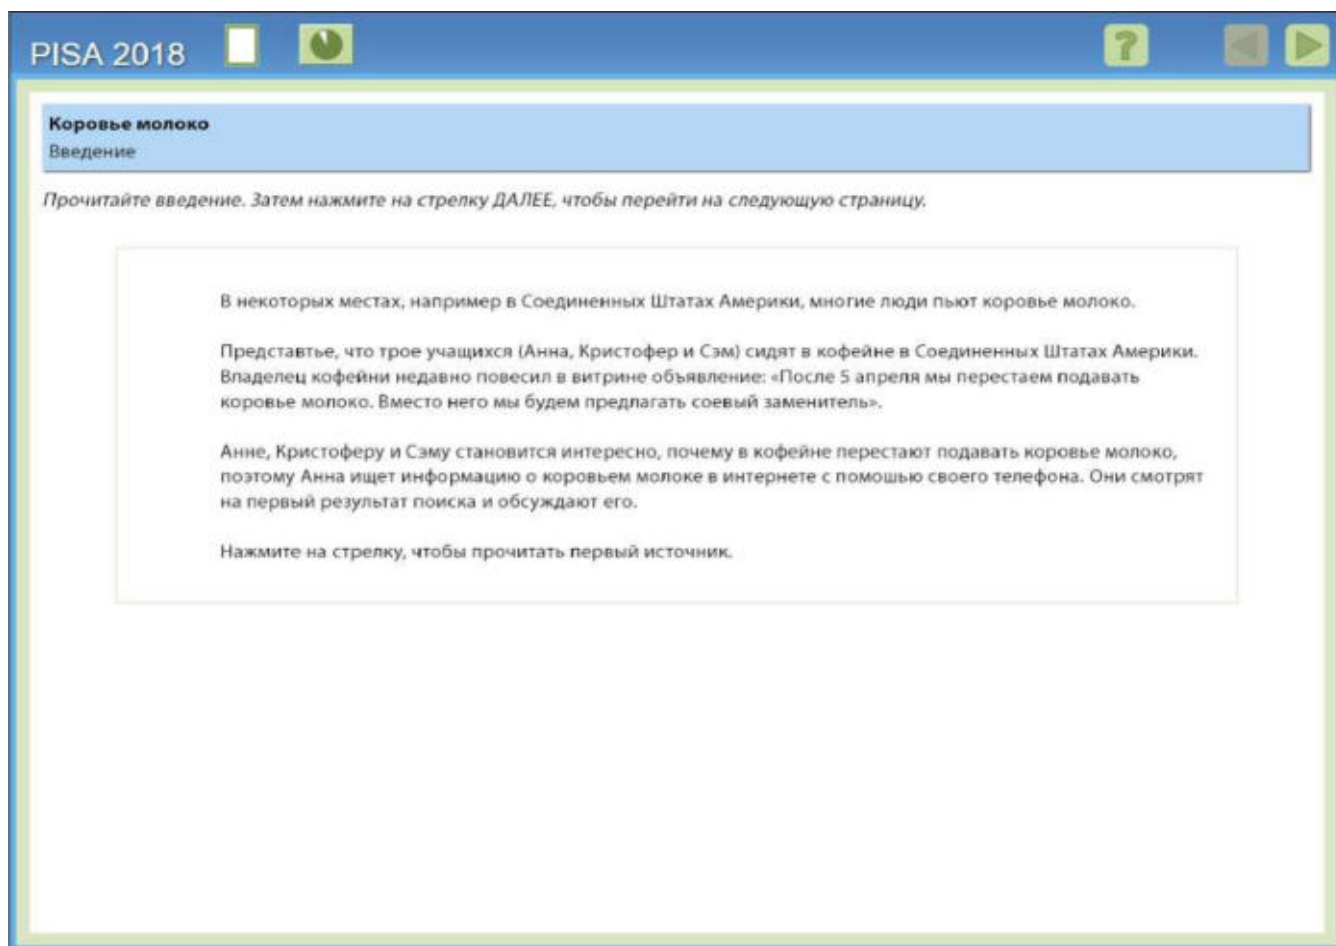 PISA 2018
?
Коровье молоко
Введение
Прочитайте введение. Затем нажмите на стрелку ДАЛЕЕ, чтобы перейти на следующую страницу.
В некоторых местах, например в Соединенных Штатах Америки, многие люди пьют коровье молоко.
Представтье, что трое учащихся (Анна, Кристофер и Сэм) сидят в кофейне в Соединенных Штатах Америки.
Владелец кофейни недавно повесил в витрине объявление: «После 5 апреля мы перестаем подавать
коровье молоко. Вместо него мы будем предлагать соевый заменитель».
Анне, Кристоферу и Сэму становится интересно, почему в кофейне перестают подавать коровье молоко,
поэтому Анна ищет информацию о коровьем молоке в интернете с помошью своего телефона. Они смотрят
на первый результат поиска и обсуждают его.
Нажмите на стрелку, чтобы прочитать первый источник.